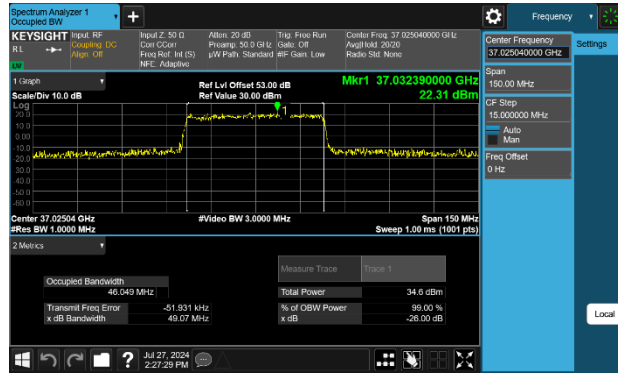 Spectrum Analyzer 1
Occupied BW
+
Frequency
KEYSIGHT
RL
Input: RF
Coupling: DC
Align: Off
Input Z: 50 Ω
Corr CCorr
Freq Ref: Int (S)
NFE: Adaptive
Atten: 20 dB
Preamp: 50.0 GHz
µW Path: Standard
Trig: Free Run
Gate: Off
#IF Gain: Low
Center Freq: 37.025040000 GHz
Avg|Hold: 20/20
Radio Std: None
LVI
1 Graph
Scale/Div 10.0 dB
Ref Lvl Offset 53.00 dB
Ref Value 30.00 dBm
Mkr1 37.032390000 GHz
22.31 dBm
Log
20.0
10.0
0.00
-10.0
-20.0
-30.0
-40.0
-50.0
-60.0
1
Center 37.02504 GHz
#Res BW 1.0000 MHz
#Video BW 3.0000 MHz
Span 150 MHz
Sweep 1.00 ms (1001 pts)
2 Metrics
Measure Trace
Trace 1
Occupied Bandwidth
46.049 MHz
Total Power
34.6 dBm
Transmit Freq Error
-51.931 kHz
% of OBW Power
99.00 %
x dB Bandwidth
49.07 MHz
x dB
-26.00 dB
Center Frequency
37.025040000 GHz
Settings
Span
150.00 MHz
CF Step
15.000000 MHz
Auto
Man
Freq Offset
0 Hz
Local
?
Jul 27, 2024
2:27:29 PM